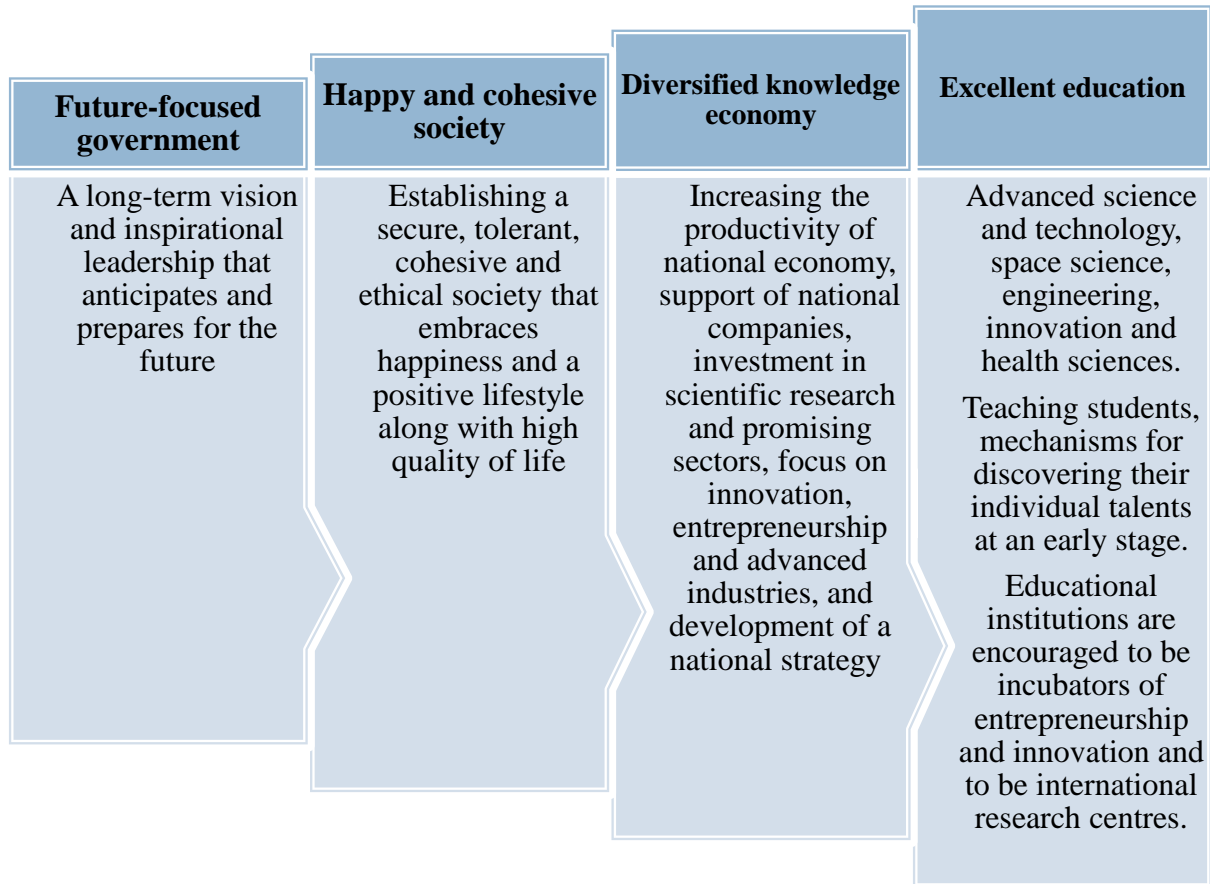 Future-focused
government
A long-term vision
and inspirational
leadership that
anticipates and
prepares for the
future
Happy and cohesive
society
Establishing a
secure, tolerant,
cohesive and
ethical society that
embraces
happiness and a
positive lifestyle
along with high
quality of life
Diversified knowledge
economy
Increasing the
productivity of
national economy,
support of national
companies,
investment in
scientific research
and promising
sectors, focus on
innovation,
entrepreneurship
and advanced
industries, and
development of a
national strategy
Excellent education
Advanced science
and technology,
space science,
engineering,
innovation and
health sciences.
Teaching students,
mechanisms for
discovering their
individual talents
at an early stage.
Educational
institutions are
encouraged to be
incubators of
entrepreneurship
and innovation and
to be international
research centres.